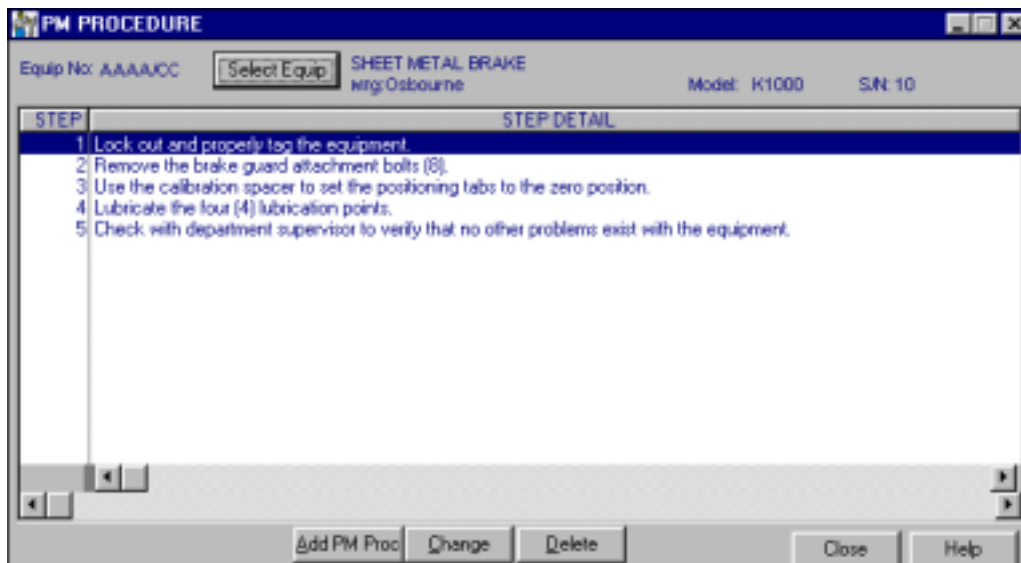 PM PROCEDURE
Equip No: AAAA/CC Select Equip SHEET METAL BRAKE
Osbourne Model: K1000 S/N: 10
STEP STEP DETAIL
1 Lock out and properly tag the equipment.
2 Remove the brake guard attachment bolts (8).
3 Use the calibration spacer to set the positioning tabs to the zero position.
4 Lubricate the four (4) lubrication points.
5 Check with department supervisor to verify that no other problems exist with the equipment.
Add PM Proc Change Delete Close Help